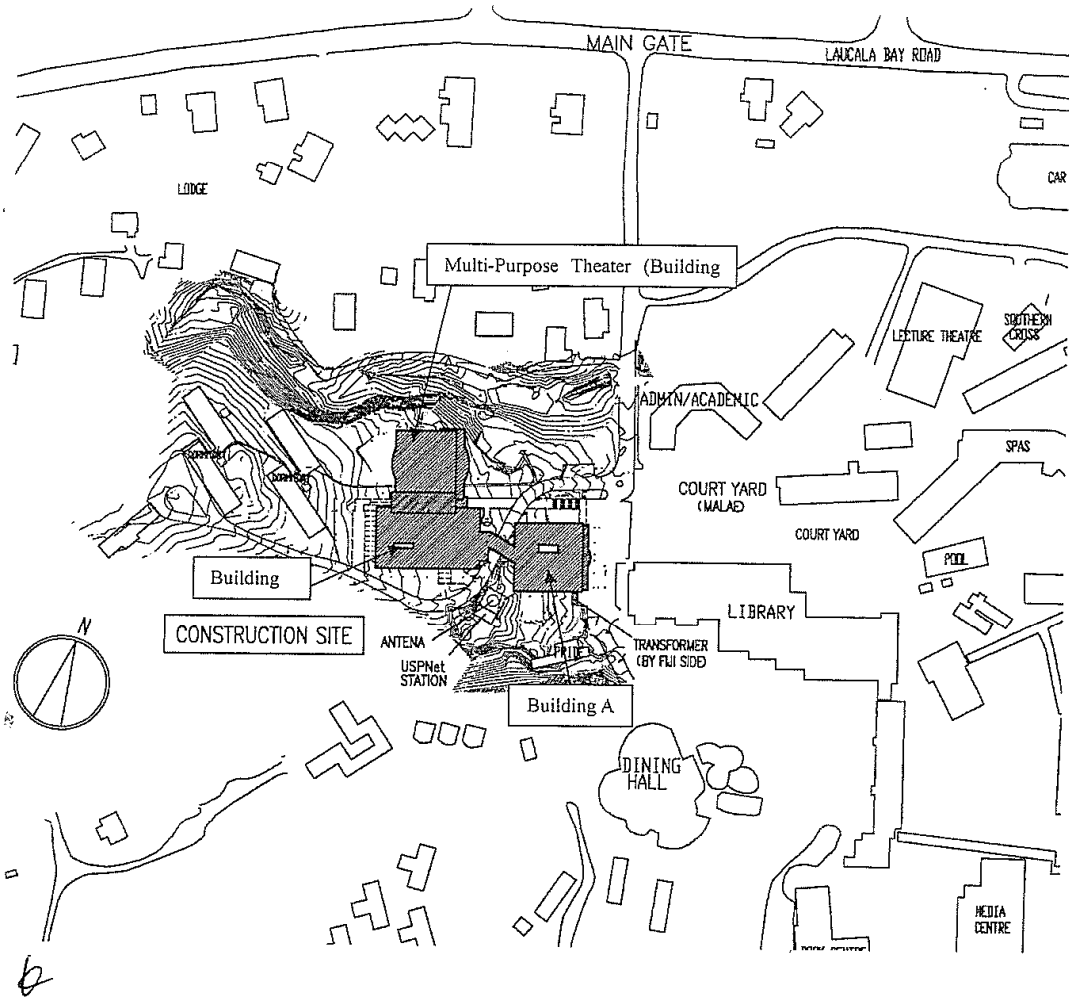 MAIN GATE
LAUCALA BAY ROAD
CAR
LODGE
Multi-Purpose Theater (Building
LECTURE THEATRE
SOUTHERN
CROSS
ADMIN/ACADEMIC
SPAS
COURT YARD
(MALAE)
COURT YARD
POOL
Building
LIBRARY
CONSTRUCTION SITE
N
ANTENA
USPNet
STATION
PRIDE
TRANSFORMER
(BY FIJI SIDE)
Building A
DINING
HALL
MEDIA
CENTRE